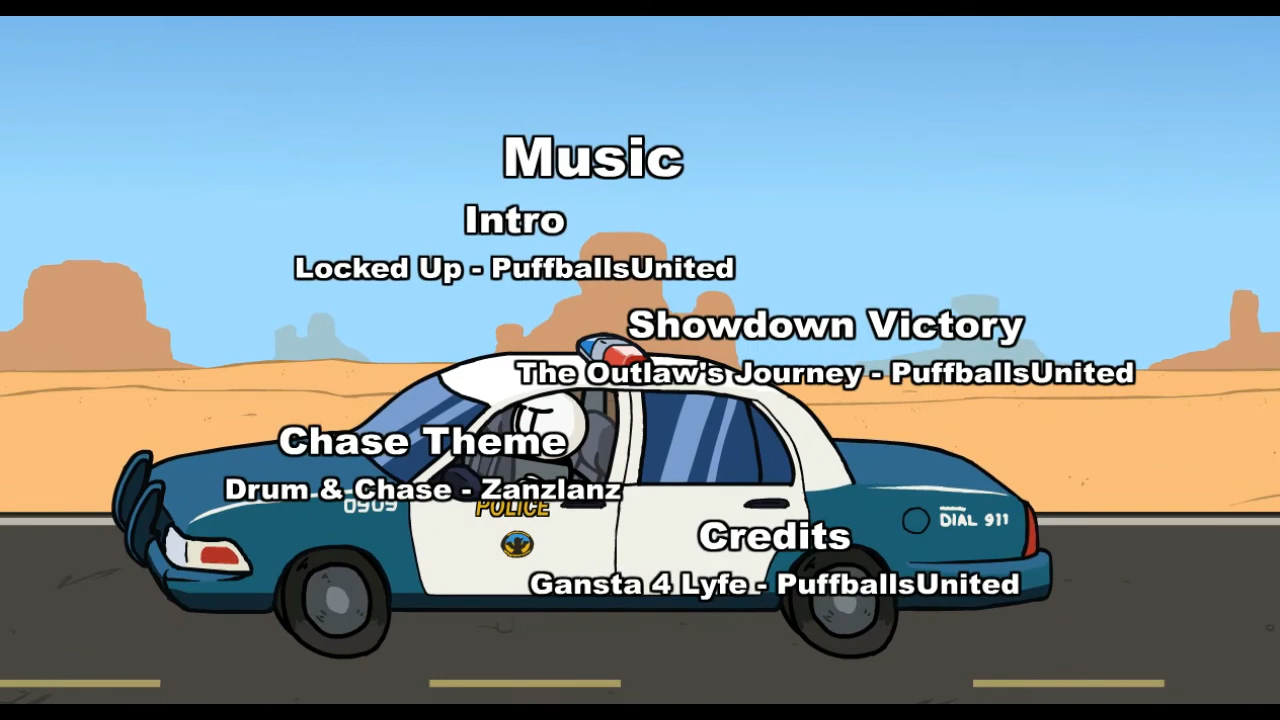 Music
Intro
Locked Up - PuffballsUnited
Showdown Victory
The Outlaw's Journey - PuffballsUnited
Chase Theme
Drum & Chase - Zanzlanz
0909
POLICE
DIAL 911
Credits
Gansta 4 Lyfe - PuffballsUnited